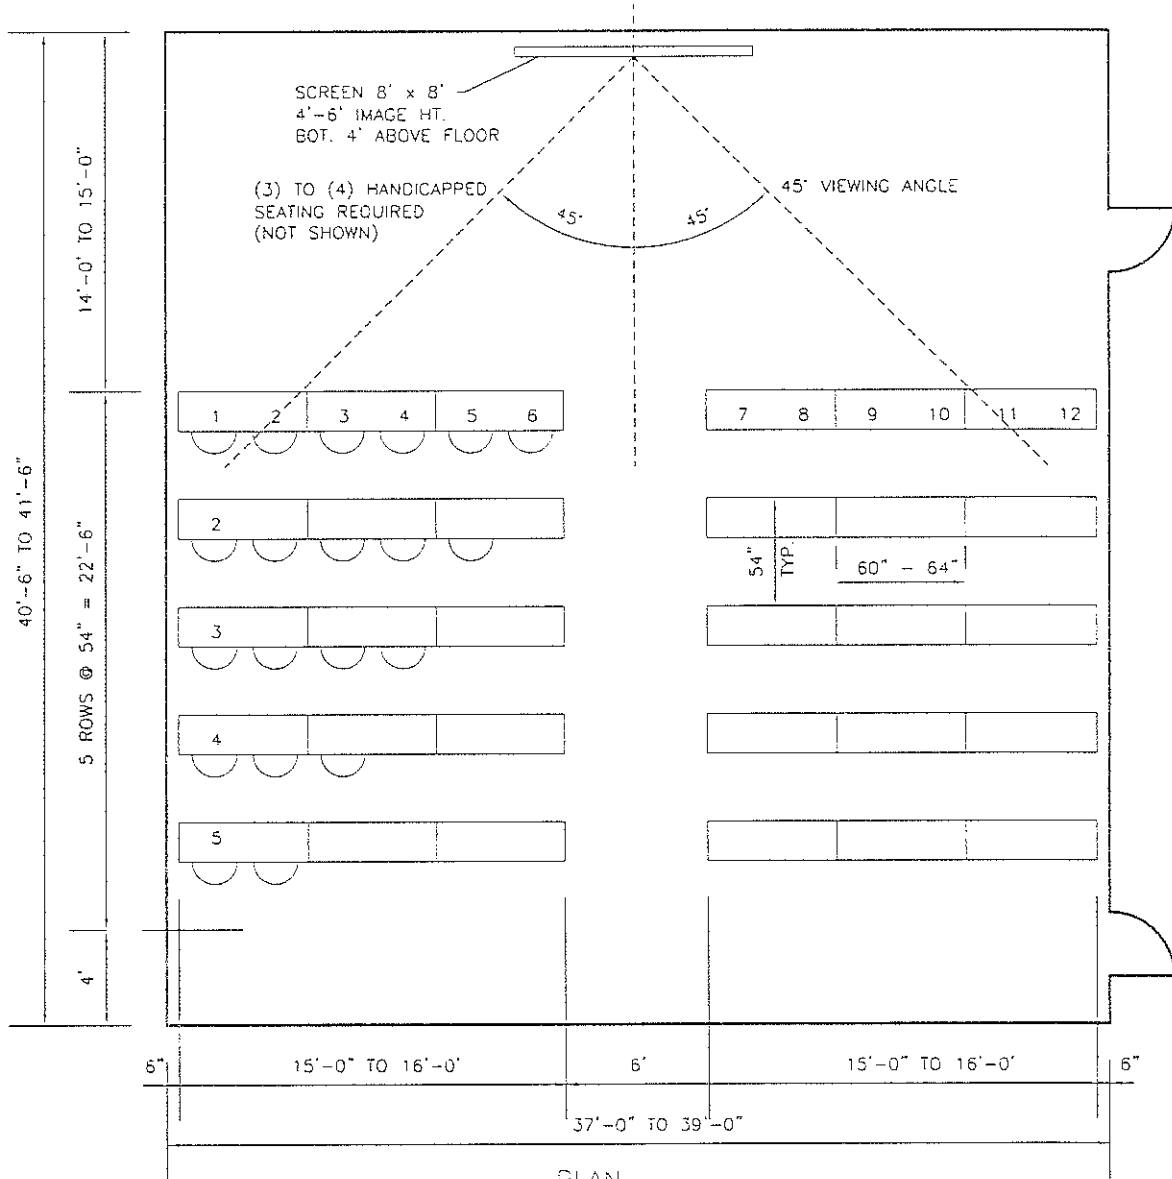 SCREEN 8' x 8'
4'-6' IMAGE HT.
BOT. 4' ABOVE FLOOR
(3) TO (4) HANDICAPPED
SEATING REQUIRED
(NOT SHOWN)
45° VIEWING ANGLE
45°
45°
14'-0' TO 15'-0"
40'-6" TO 41'-6"
5 ROWS @ 54" = 22'-6"
4'
1 2 3 4 5 6
7 8 9 10 11 12
2
54"
TYP.
60" - 64"
3
4
5
6"
15'-0" TO 16'-0'
6'
15'-0" TO 16'-0'
6"
37'-0" TO 39'-0"
PLAN